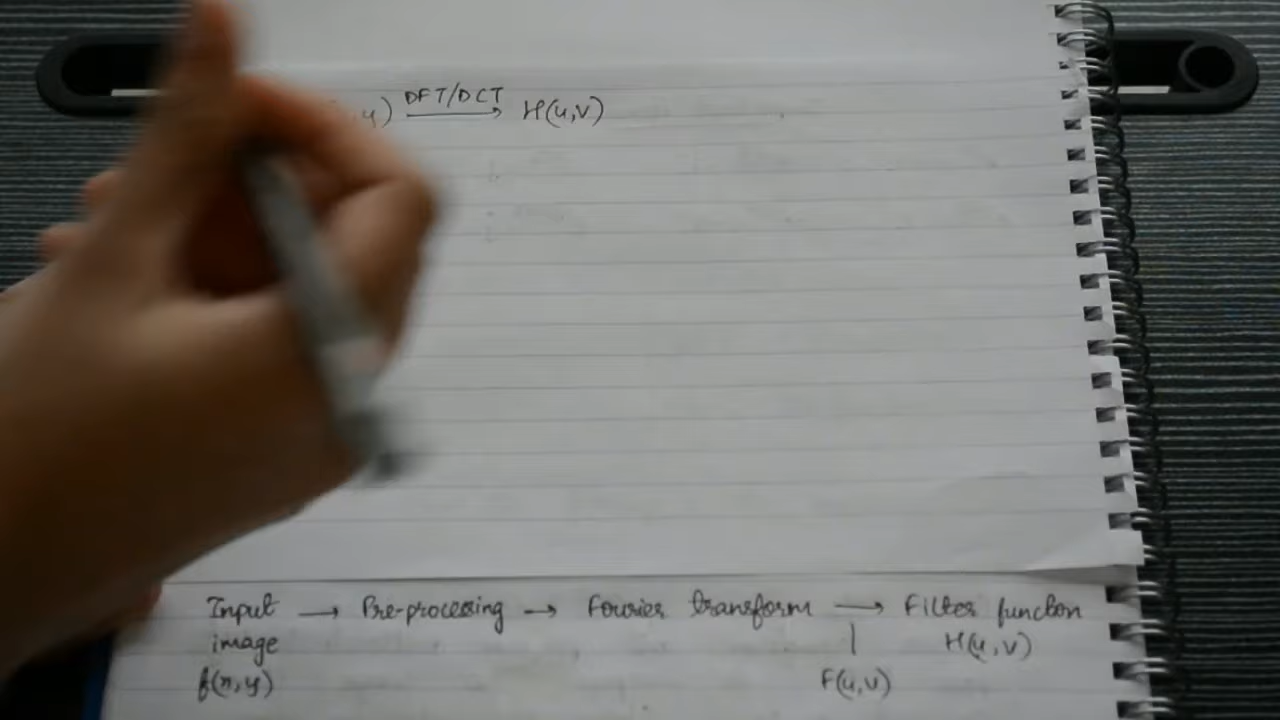 y) DFT/DCT → H(u,v)
Input → Pre-processing → Fourier transform → Filter function
image | H(u,v)
f(x,y) F(u,v)